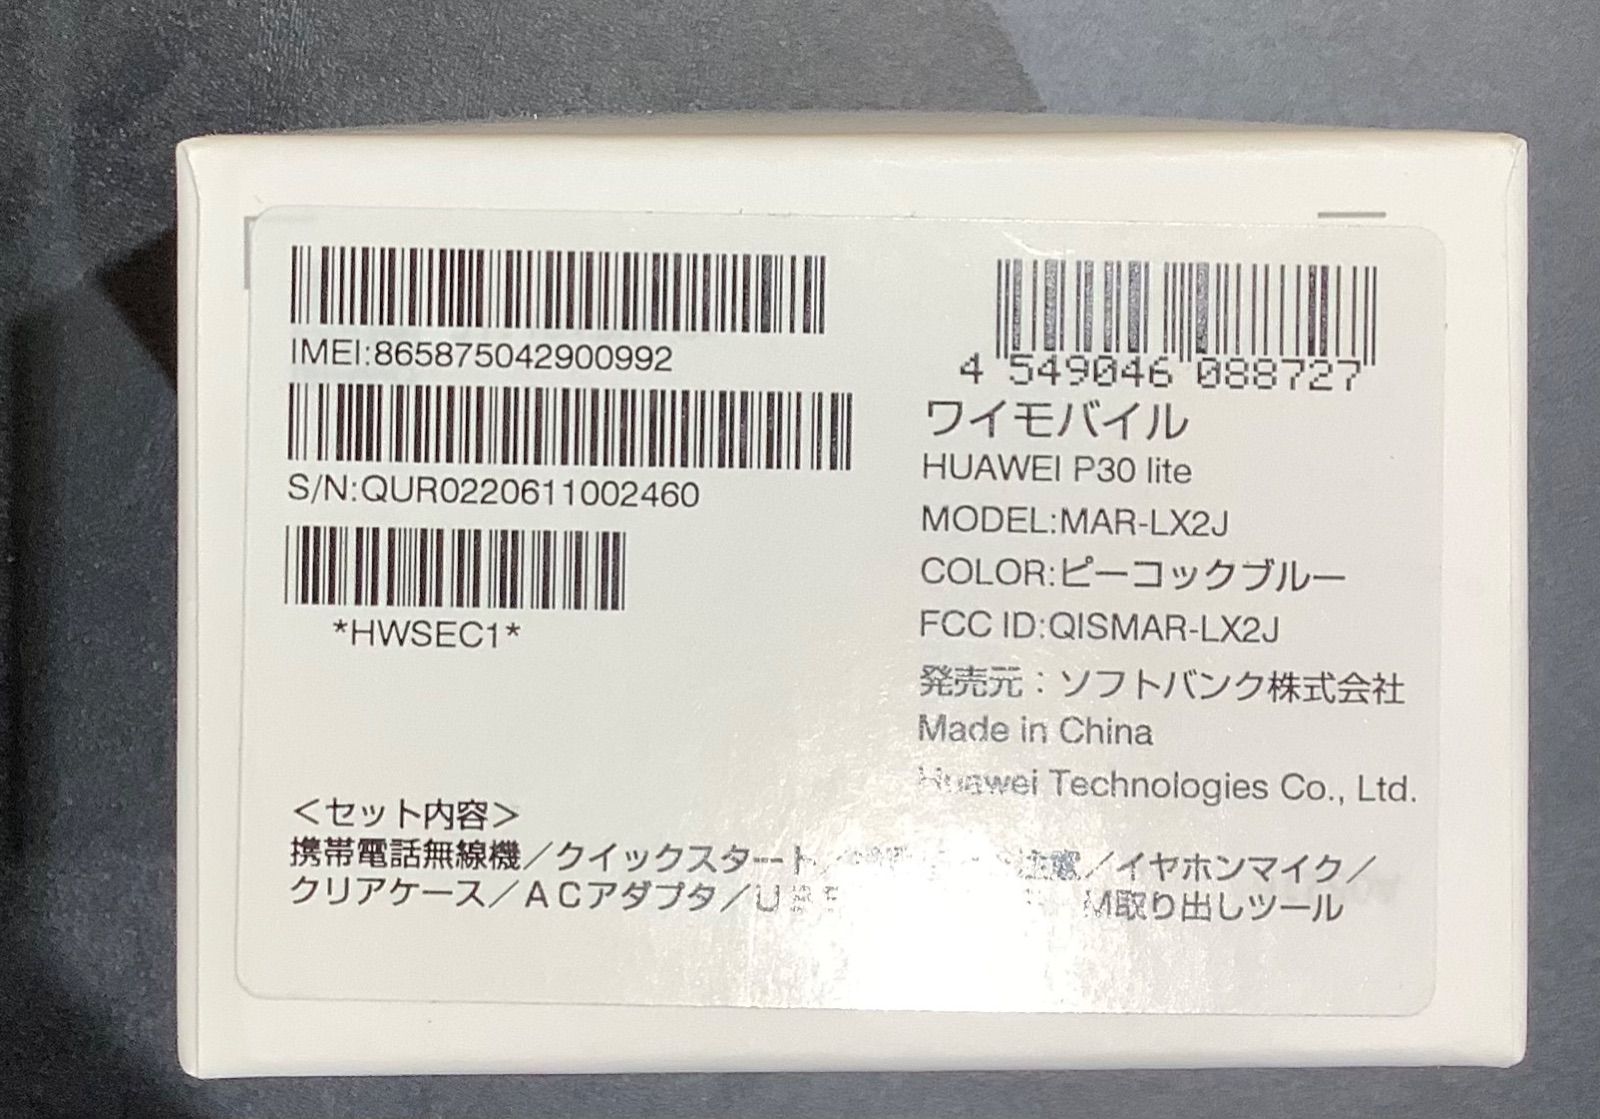 IMEI:865875042900992
S/N:QUR0220611002460
*HWSEC1*
4 549046 088727
ワイモバイル
HUAWEI P30 lite
MODEL:MAR-LX2J
COLOR:ピーコックブルー
FCC ID:QISMAR-LX2J
発売元：ソフトバンク株式会社
Made in China
Huawei Technologies Co., Ltd.
＜セット内容＞
携帯電話無線機／クイックスタート／ 注意／イヤホンマイク／
クリアケース／ACアダプタ／ 取り出しツール